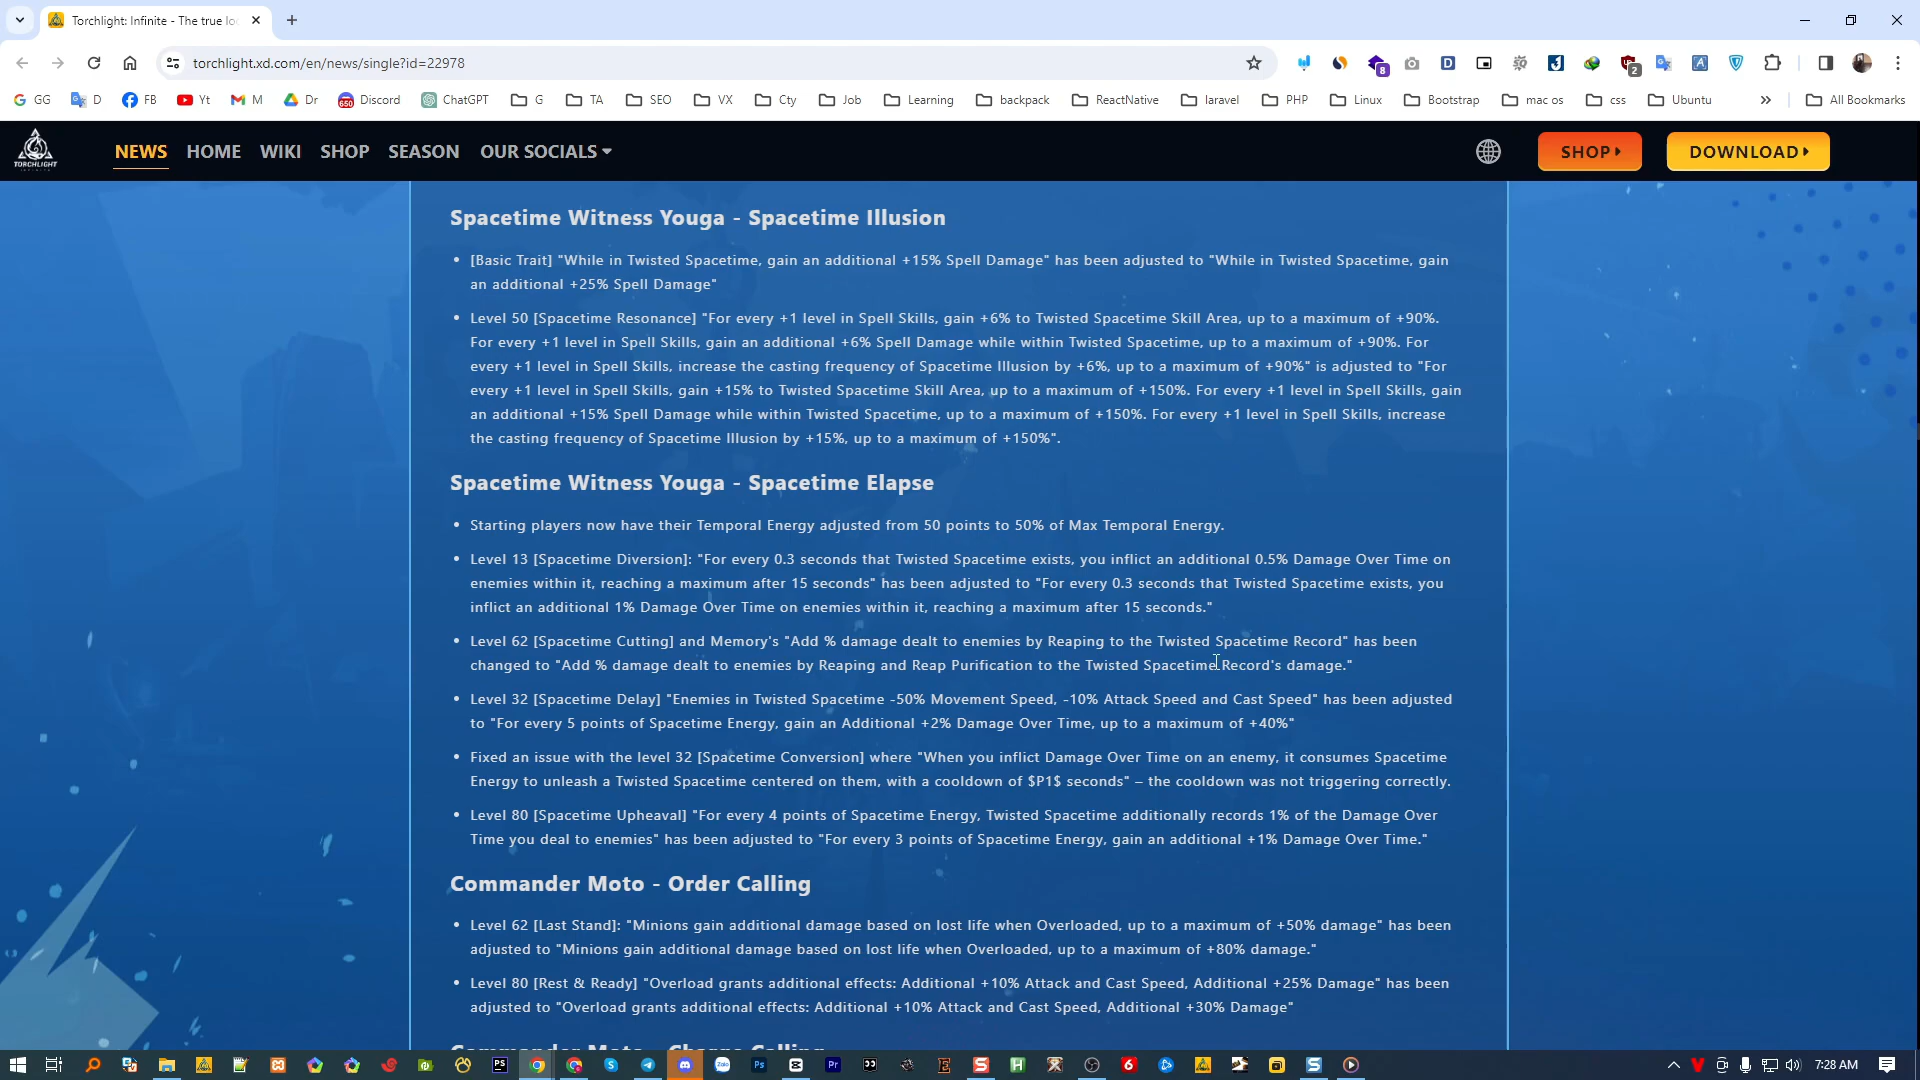 Torchlight: Infinite - The true lo
torchlight.xd.com/en/news/single?id=22978
8
2
GG
D
FB
Yt
M
Dr
650
Discord
ChatGPT
G
TA
SEO
VX
Cty
Job
Learning
backpack
ReactNative
laravel
PHP
Linux
Bootstrap
mac os
css
Ubuntu
All Bookmarks
TORCHLIGHT
NEWS
HOME
WIKI
SHOP
SEASON
OUR SOCIALS
SHOP
DOWNLOAD
Spacetime Witness Youga - Spacetime Illusion
• [Basic Trait] "While in Twisted Spacetime, gain an additional +15% Spell Damage" has been adjusted to "While in Twisted Spacetime, gain
an additional +25% Spell Damage"
• Level 50 [Spacetime Resonance] "For every +1 level in Spell Skills, gain +6% to Twisted Spacetime Skill Area, up to a maximum of +90%.
For every +1 level in Spell Skills, gain an additional +6% Spell Damage while within Twisted Spacetime, up to a maximum of +90%. For
every +1 level in Spell Skills, increase the casting frequency of Spacetime Illusion by +6%, up to a maximum of +90%" is adjusted to "For
every +1 level in Spell Skills, gain +15% to Twisted Spacetime Skill Area, up to a maximum of +150%. For every +1 level in Spell Skills, gain
an additional +15% Spell Damage while within Twisted Spacetime, up to a maximum of +150%. For every +1 level in Spell Skills, increase
the casting frequency of Spacetime Illusion by +15%, up to a maximum of +150%".
Spacetime Witness Youga - Spacetime Elapse
• Starting players now have their Temporal Energy adjusted from 50 points to 50% of Max Temporal Energy.
• Level 13 [Spacetime Diversion]: "For every 0.3 seconds that Twisted Spacetime exists, you inflict an additional 0.5% Damage Over Time on
enemies within it, reaching a maximum after 15 seconds" has been adjusted to "For every 0.3 seconds that Twisted Spacetime exists, you
inflict an additional 1% Damage Over Time on enemies within it, reaching a maximum after 15 seconds."
• Level 62 [Spacetime Cutting] and Memory's "Add % damage dealt to enemies by Reaping to the Twisted Spacetime Record" has been
changed to "Add % damage dealt to enemies by Reaping and Reap Purification to the Twisted Spacetime Record's damage."
• Level 32 [Spacetime Delay] "Enemies in Twisted Spacetime -50% Movement Speed, -10% Attack Speed and Cast Speed" has been adjusted
to "For every 5 points of Spacetime Energy, gain an Additional +2% Damage Over Time, up to a maximum of +40%"
• Fixed an issue with the level 32 [Spacetime Conversion] where "When you inflict Damage Over Time on an enemy, it consumes Spacetime
Energy to unleash a Twisted Spacetime centered on them, with a cooldown of $P1$ seconds" – the cooldown was not triggering correctly.
• Level 80 [Spacetime Upheaval] "For every 4 points of Spacetime Energy, Twisted Spacetime additionally records 1% of the Damage Over
Time you deal to enemies" has been adjusted to "For every 3 points of Spacetime Energy, gain an additional +1% Damage Over Time."
Commander Moto - Order Calling
• Level 62 [Last Stand]: "Minions gain additional damage based on lost life when Overloaded, up to a maximum of +50% damage" has been
adjusted to "Minions gain additional damage based on lost life when Overloaded, up to a maximum of +80% damage."
• Level 80 [Rest & Ready] "Overload grants additional effects: Additional +10% Attack and Cast Speed, Additional +25% Damage" has been
adjusted to "Overload grants additional effects: Additional +10% Attack and Cast Speed, Additional +30% Damage"
Commander Moto - Charge Calling
7:28 AM